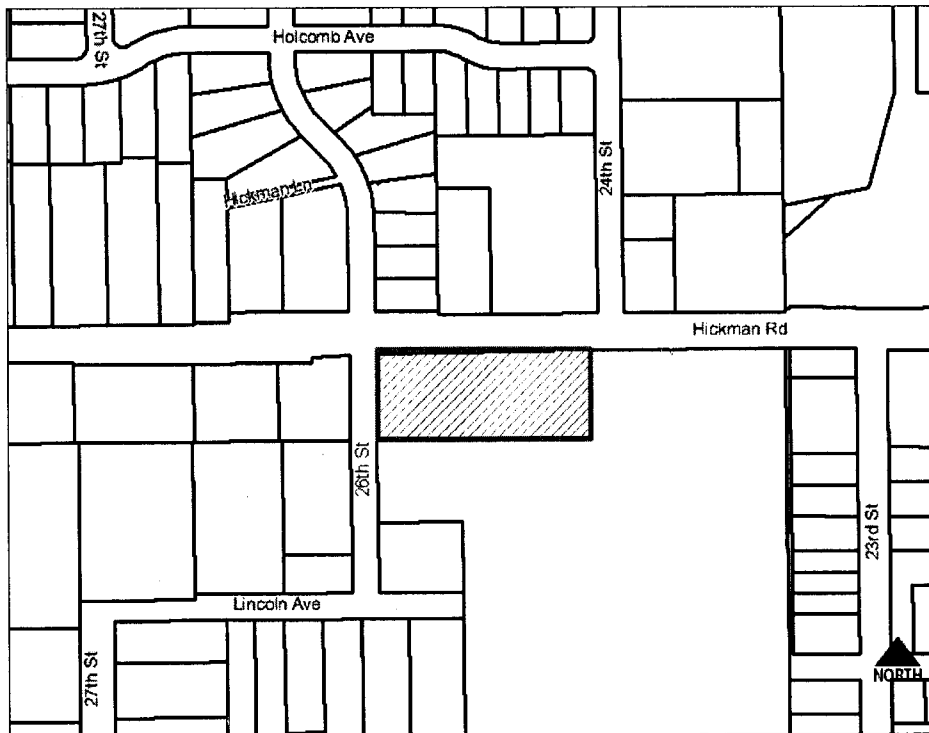 27th St
Holcomb Ave
Hickman Ln
24th St
Hickman Rd
26th St
23rd St
Lincoln Ave
27th St
NORTH